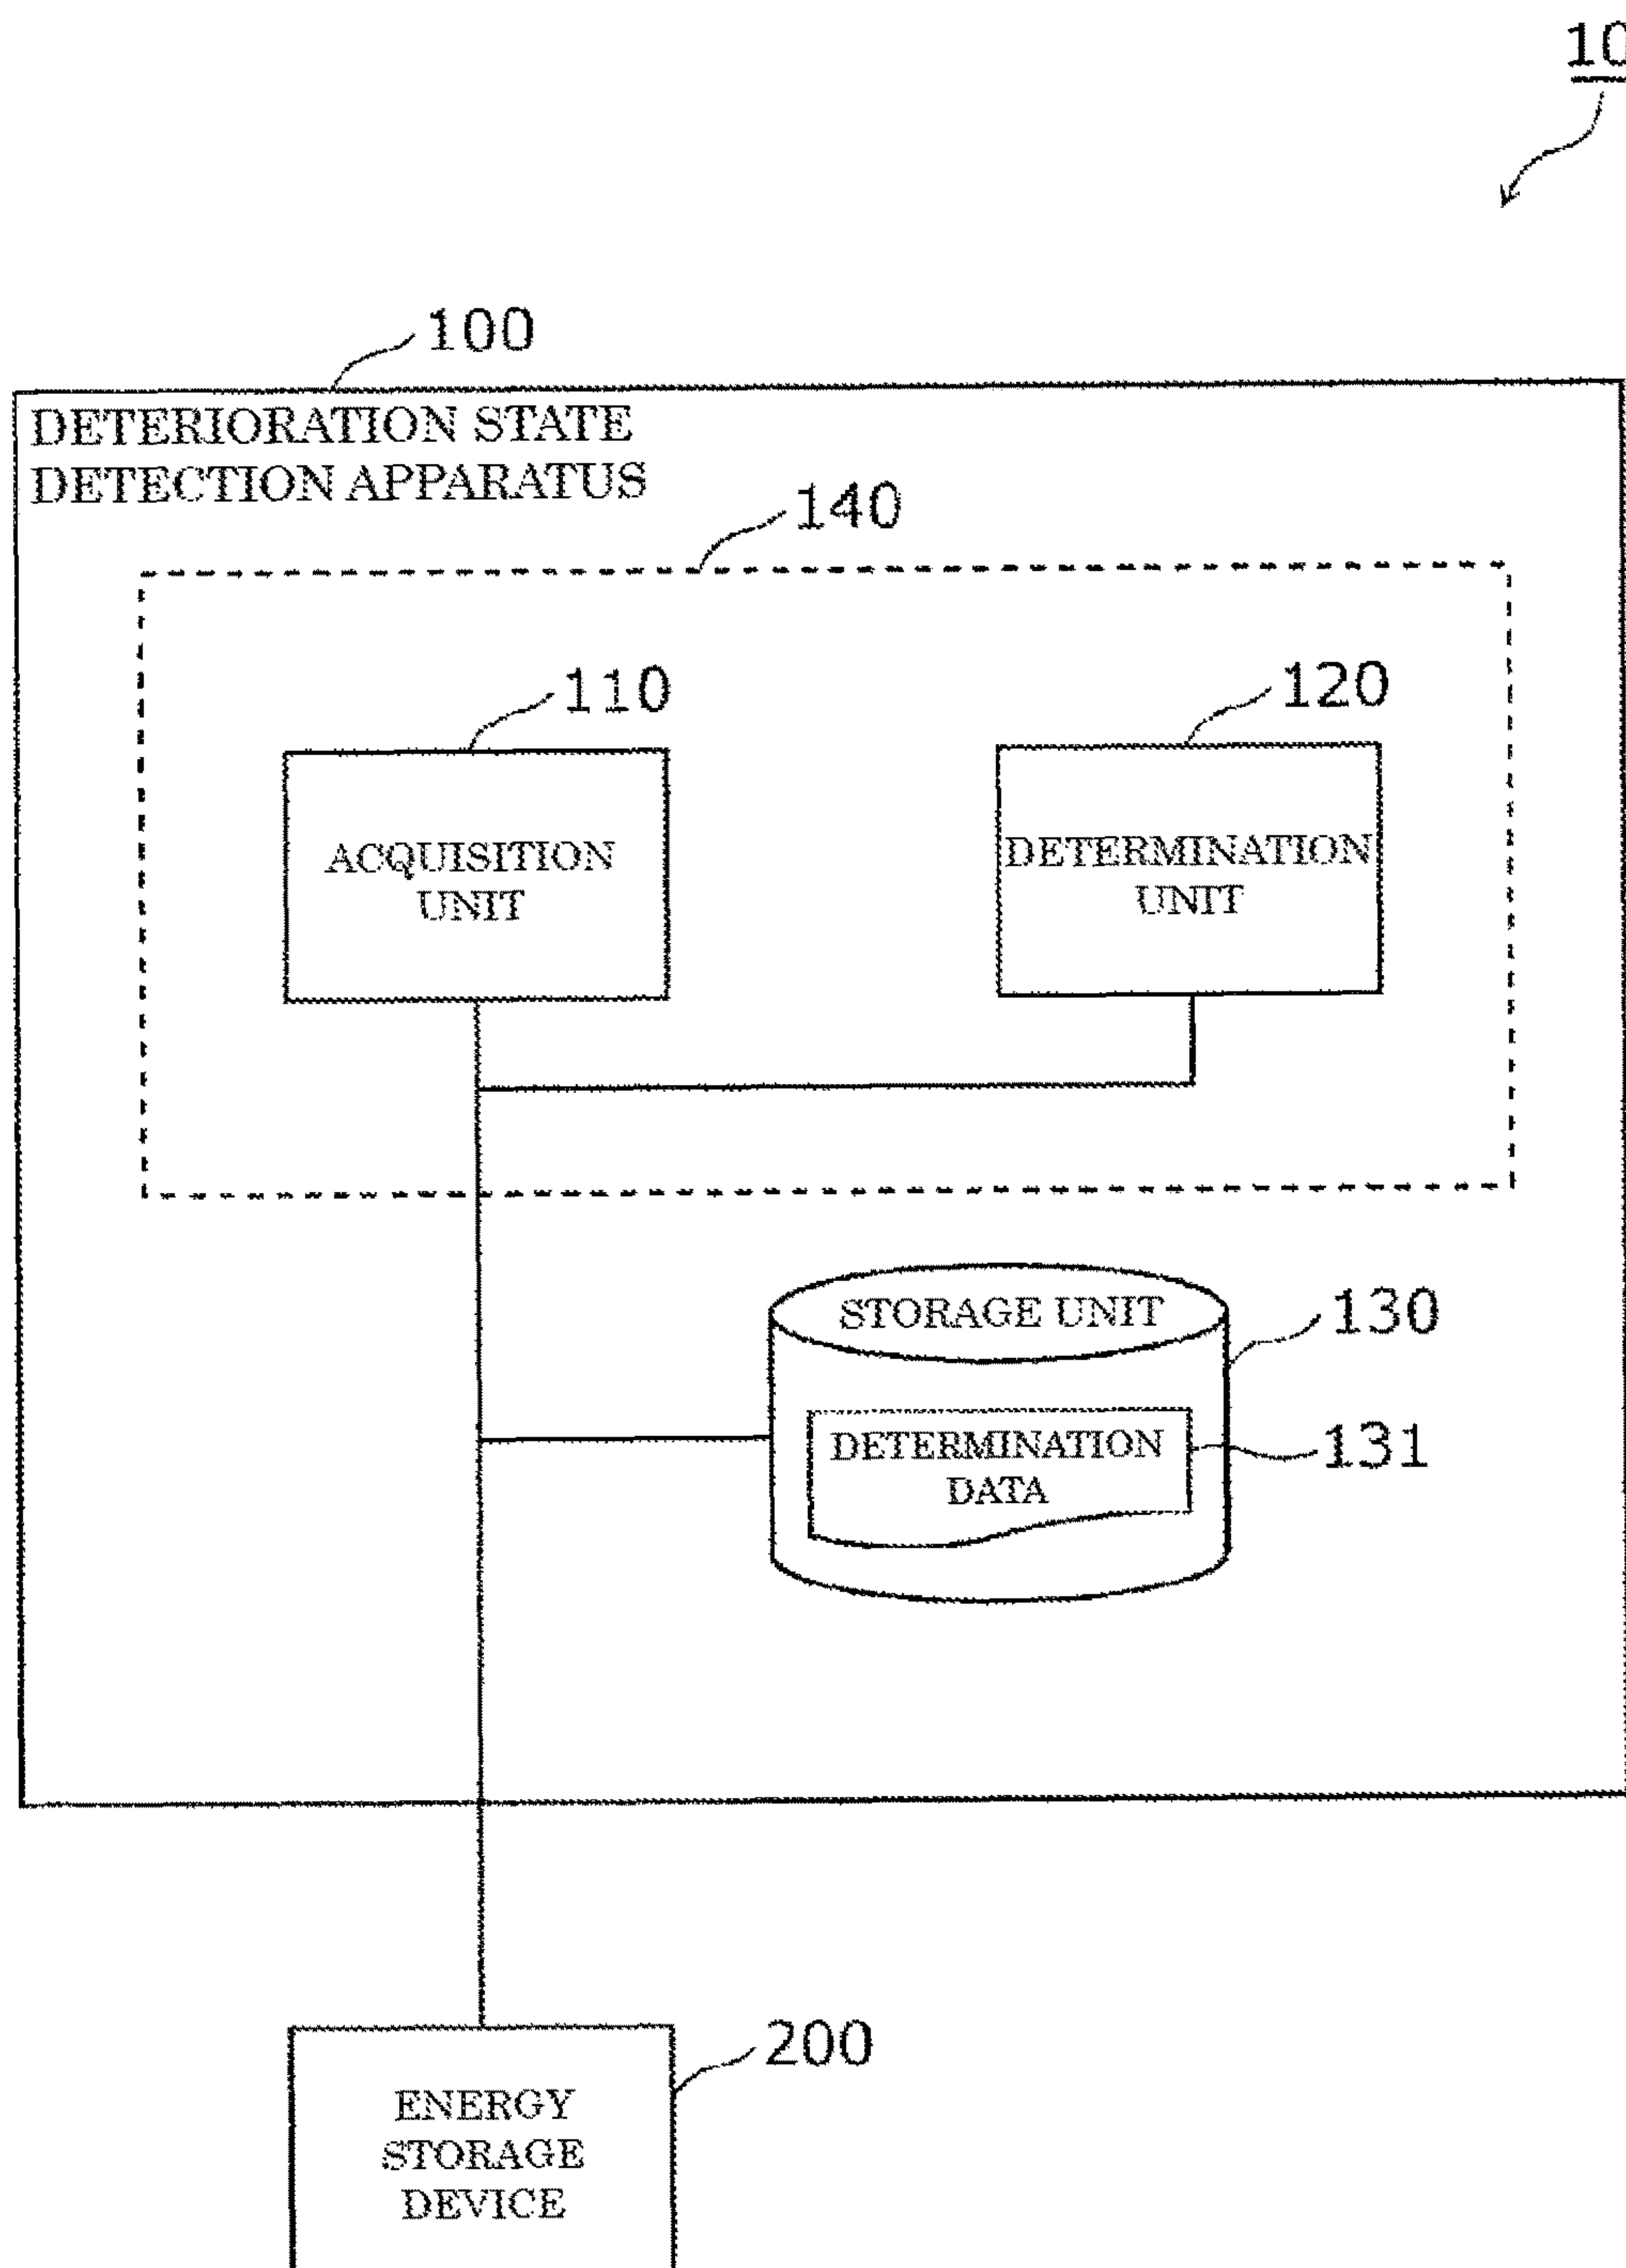 10
100
DETERIORATION STATE
DETECTION APPARATUS
140
110
120
ACQUISITION
UNIT
DETERMINATION
UNIT
STORAGE UNIT
130
DETERMINATION
DATA
131
200
ENERGY
STORAGE
DEVICE